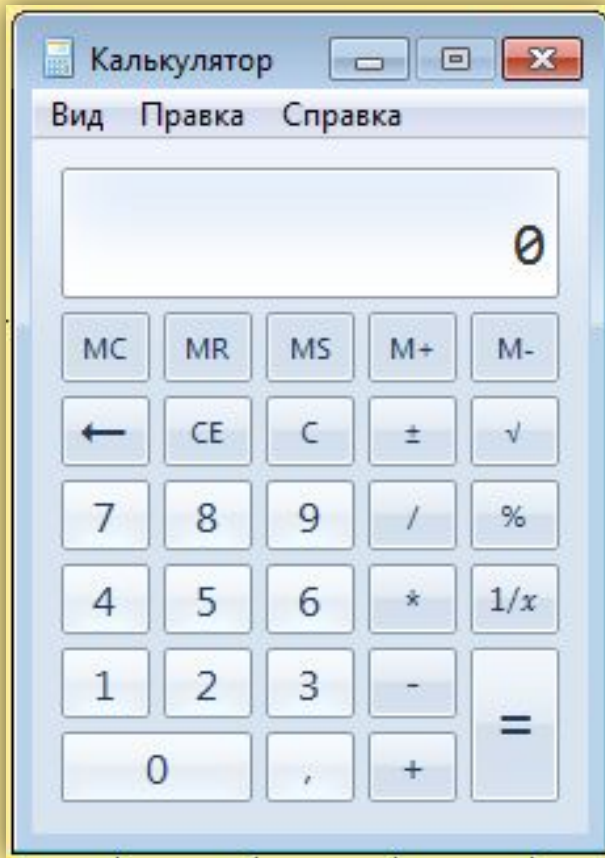 Калькулятор
Вид Правка Справка
0
MC MR MS M+ M-
← CE C ± √
7 8 9 / %
4 5 6 * 1/x
1 2 3 - =
0 , +